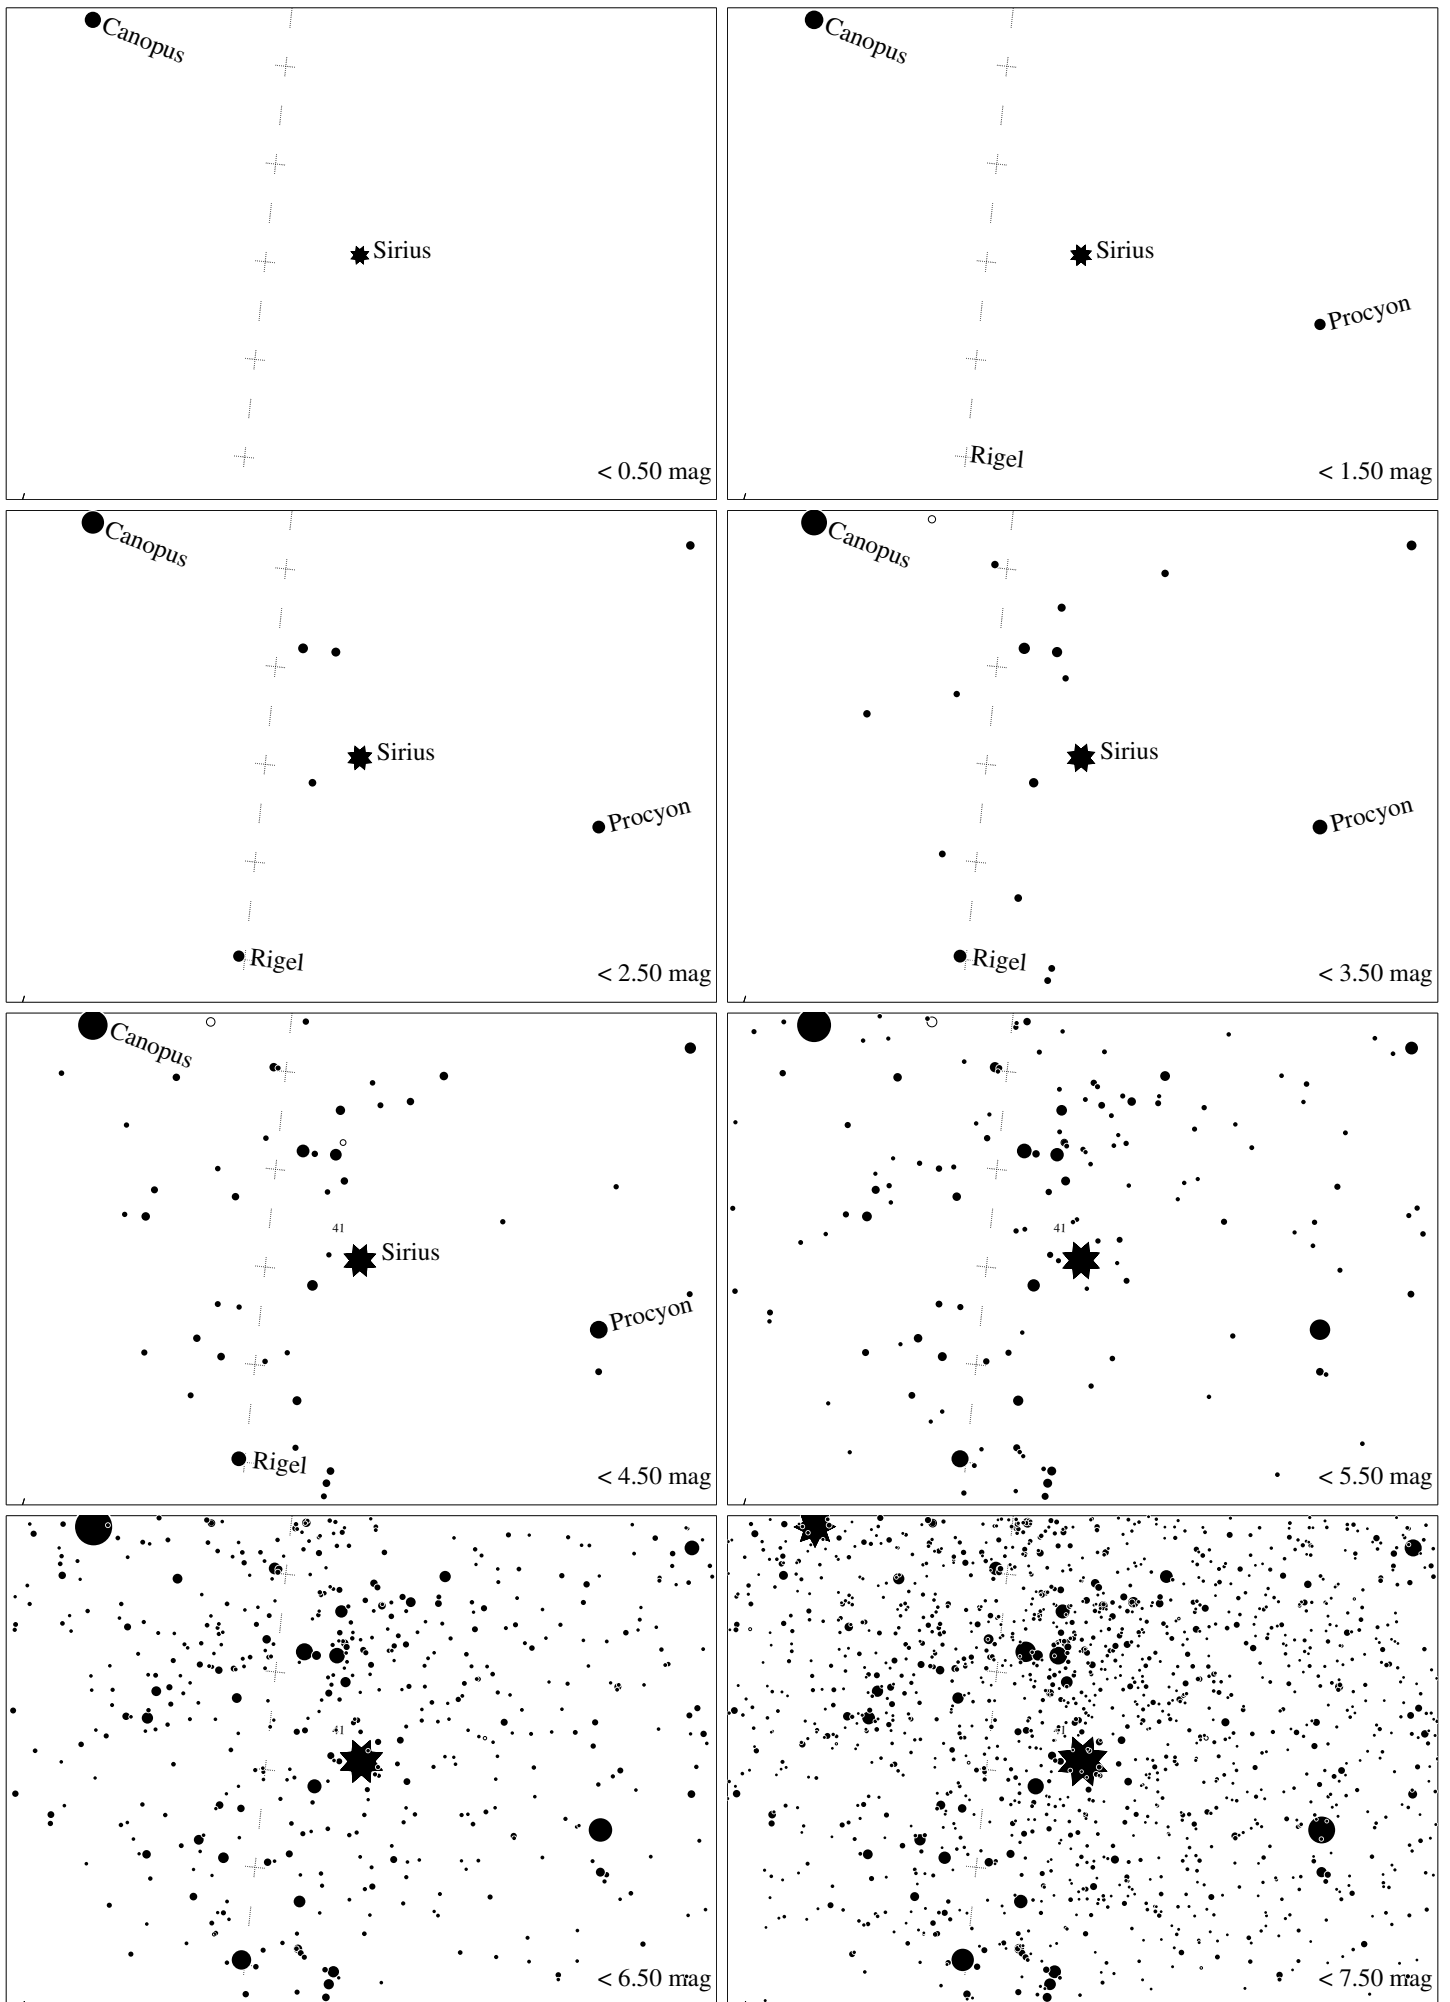 Canopus
Sirius
< 0.50 mag
Canopus
Sirius
Procyon
Rigel
< 1.50 mag
Canopus
Sirius
Procyon
Rigel
< 2.50 mag
Canopus
Sirius
Procyon
Rigel
< 3.50 mag
Canopus
41
Sirius
Procyon
Rigel
< 4.50 mag
41
< 5.50 mag
41
< 6.50 mag
41
< 7.50 mag